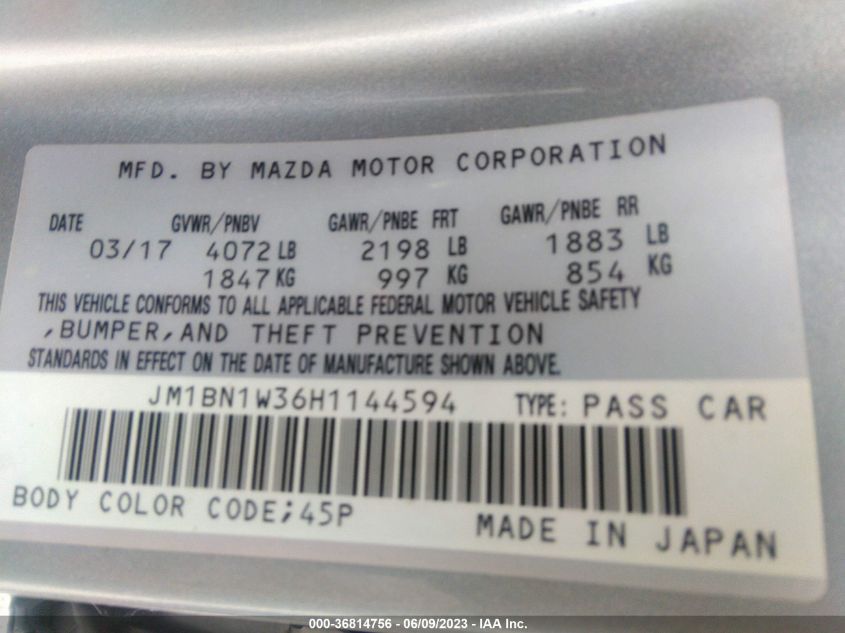 MFD. BY MAZDA MOTOR CORPORATION
DATE GVWR/PNBV GAWR/PNBE FRT GAWR/PNBE RR
03/17 4072 LB 2198 LB 1883 LB
1847 KG 997 KG 854 KG
THIS VEHICLE CONFORMS TO ALL APPLICABLE FEDERAL MOTOR VEHICLE SAFETY
,BUMPER,AND THEFT PREVENTION
STANDARDS IN EFFECT ON THE DATE OF MANUFACTURE SHOWN ABOVE.
JM1BN1W36H1144594 TYPE: PASS CAR
BODY COLOR CODE;45P
MADE IN JAPAN
000-36814756 - 06/09/2023 - IAA Inc.